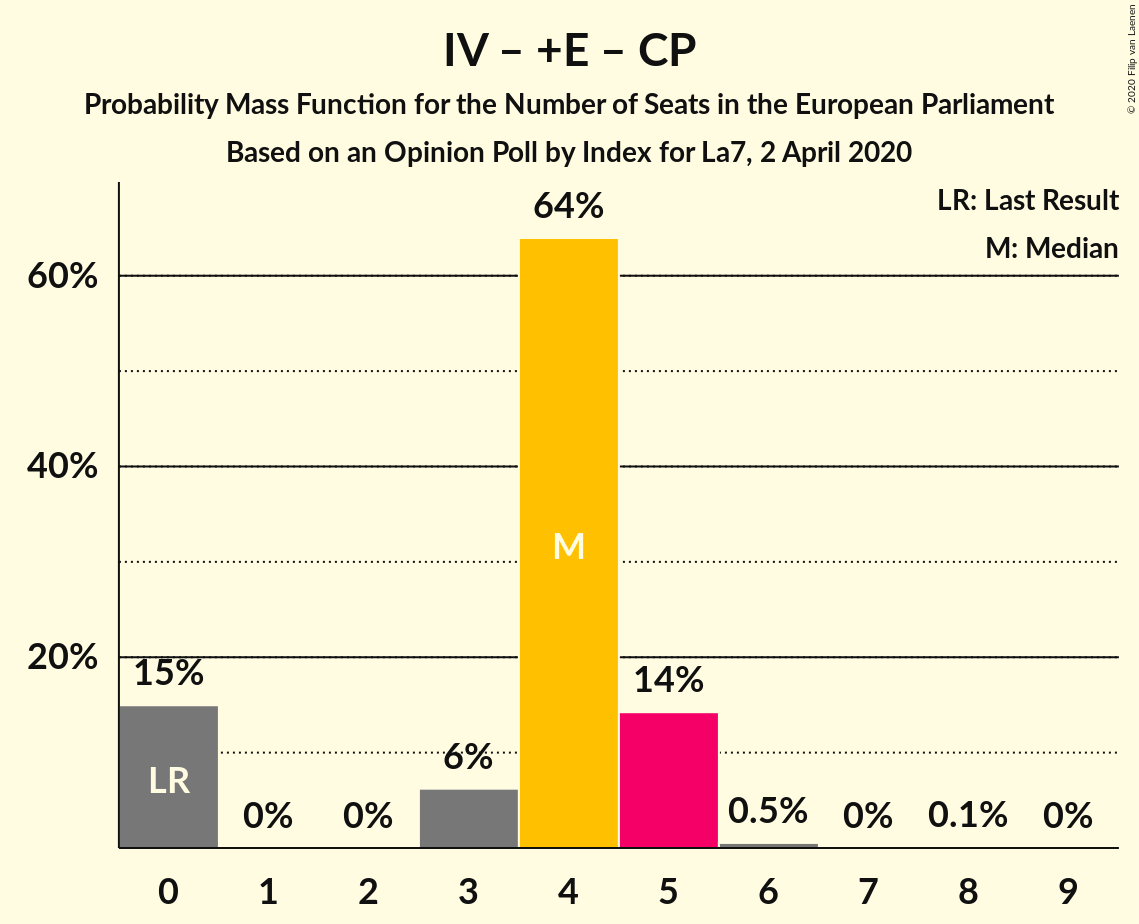 IV – +E – CP
Probability Mass Function for the Number of Seats in the European Parliament
Based on an Opinion Poll by Index for La7, 2 April 2020
© 2020 Filip van Laenen
LR: Last Result
M: Median
64%
60%
40%
M
20%
15%
14%
6%
LR
0%
0%
0.5%
0%
0.1%
0%
0 1 2 3 4 5 6 7 8 9